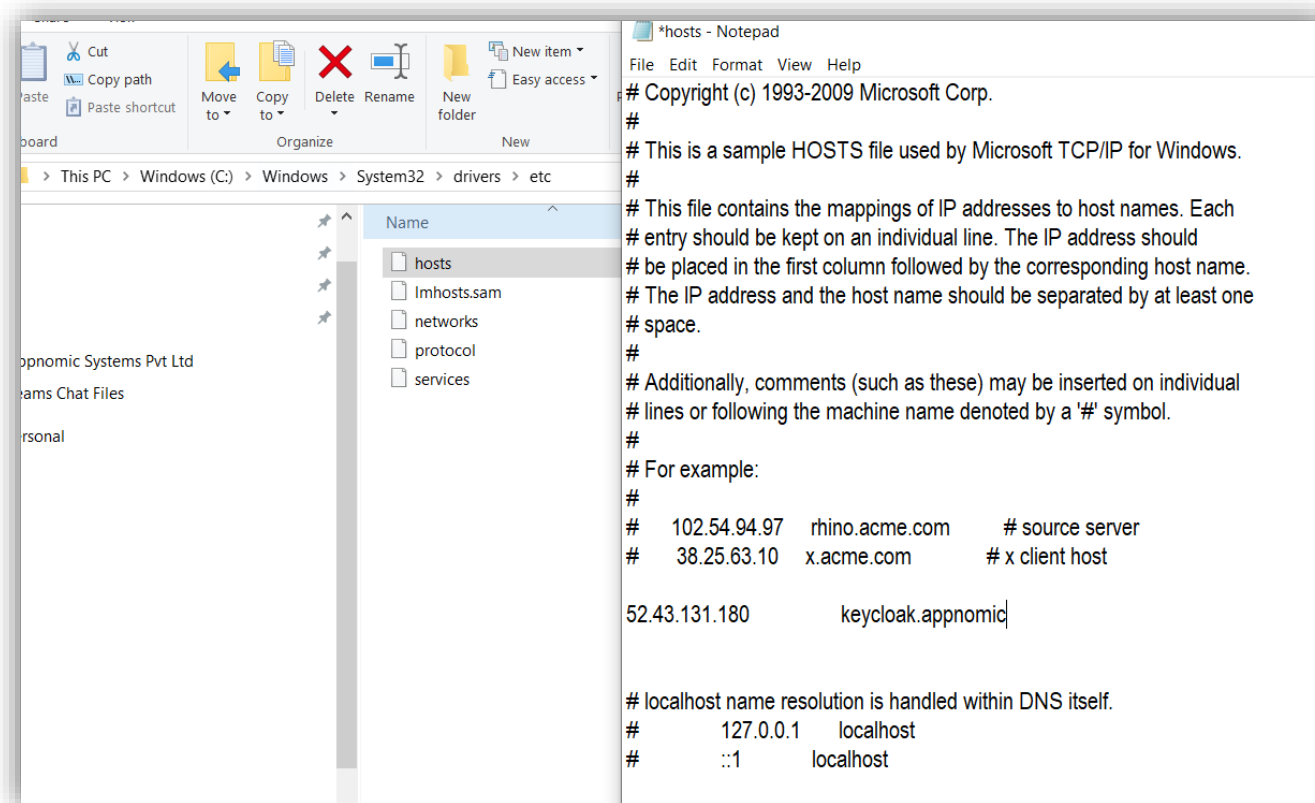 View
Cut
Copy path
Paste shortcut
Move to
Copy to
Delete
Rename
New folder
New item
Easy access
Organize
New
> This PC > Windows (C:) > Windows > System32 > drivers > etc
Name
hosts
lmhosts.sam
networks
protocol
services
Systems Pvt Ltd
Chat Files
*hosts - Notepad
File Edit Format View Help
# Copyright (c) 1993-2009 Microsoft Corp.
#
# This is a sample HOSTS file used by Microsoft TCP/IP for Windows.
#
# This file contains the mappings of IP addresses to host names. Each
# entry should be kept on an individual line. The IP address should
# be placed in the first column followed by the corresponding host name.
# The IP address and the host name should be separated by at least one
# space.
#
# Additionally, comments (such as these) may be inserted on individual
# lines or following the machine name denoted by a '#' symbol.
#
# For example:
#
# 102.54.94.97 rhino.acme.com # source server
# 38.25.63.10 x.acme.com # x client host
52.43.131.180 keycloak.appnomic
# localhost name resolution is handled within DNS itself.
# 127.0.0.1 localhost
# ::1 localhost